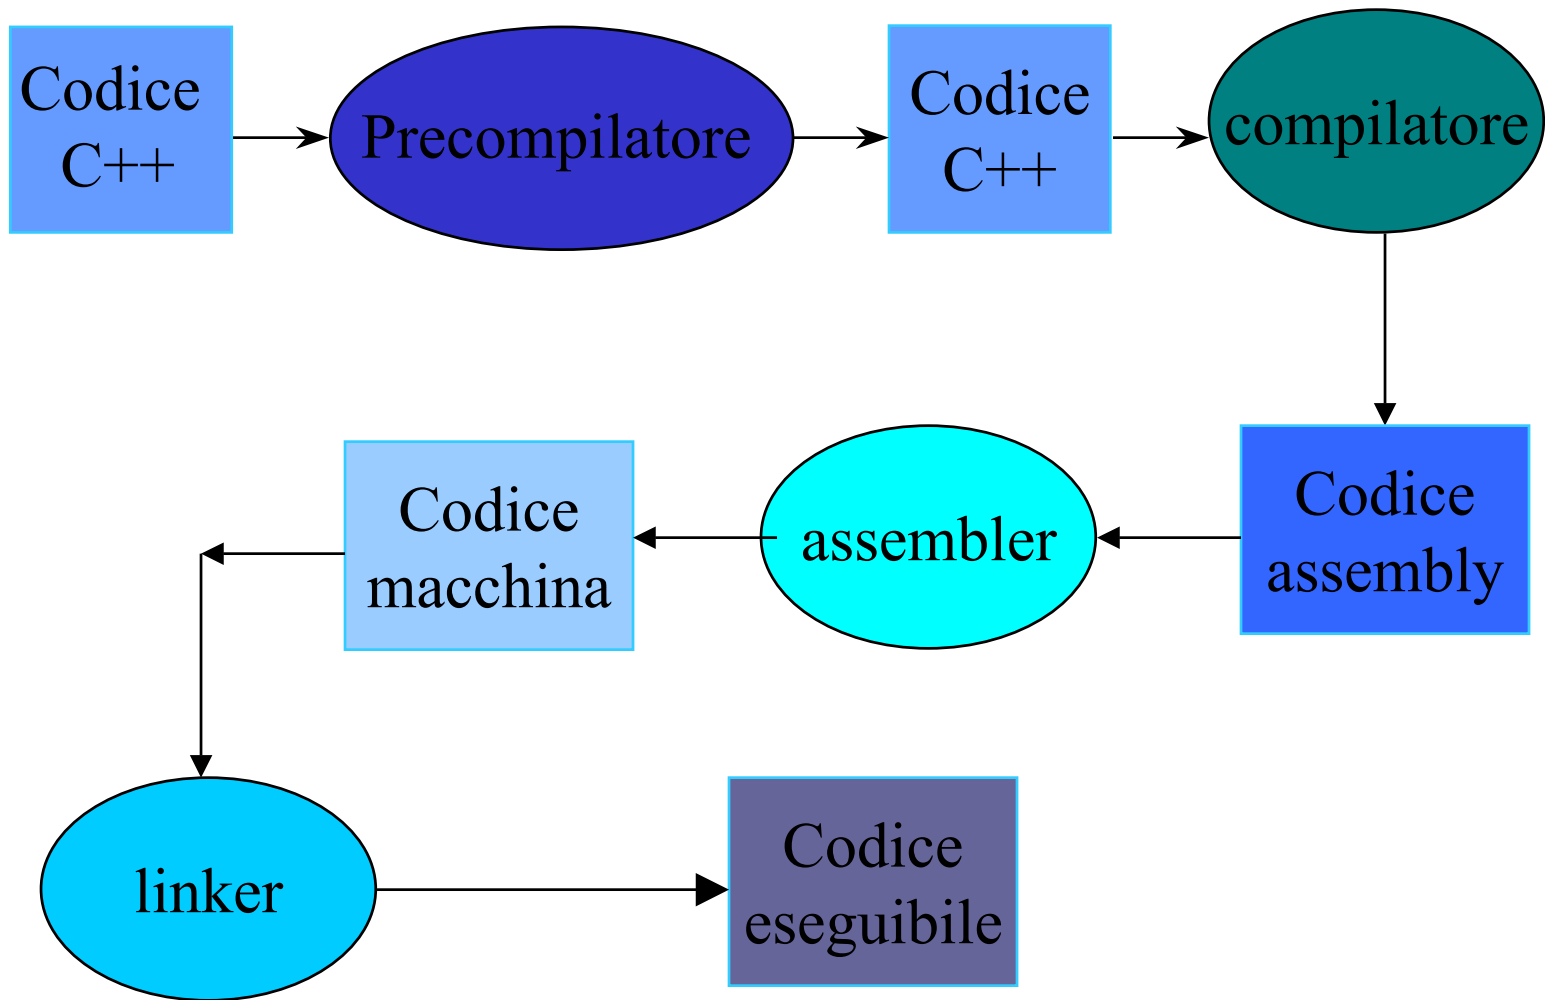 Codice
C++
Precompilatore
Codice
C++
compilatore
Codice
assembly
assembler
Codice
macchina
linker
Codice
eseguibile